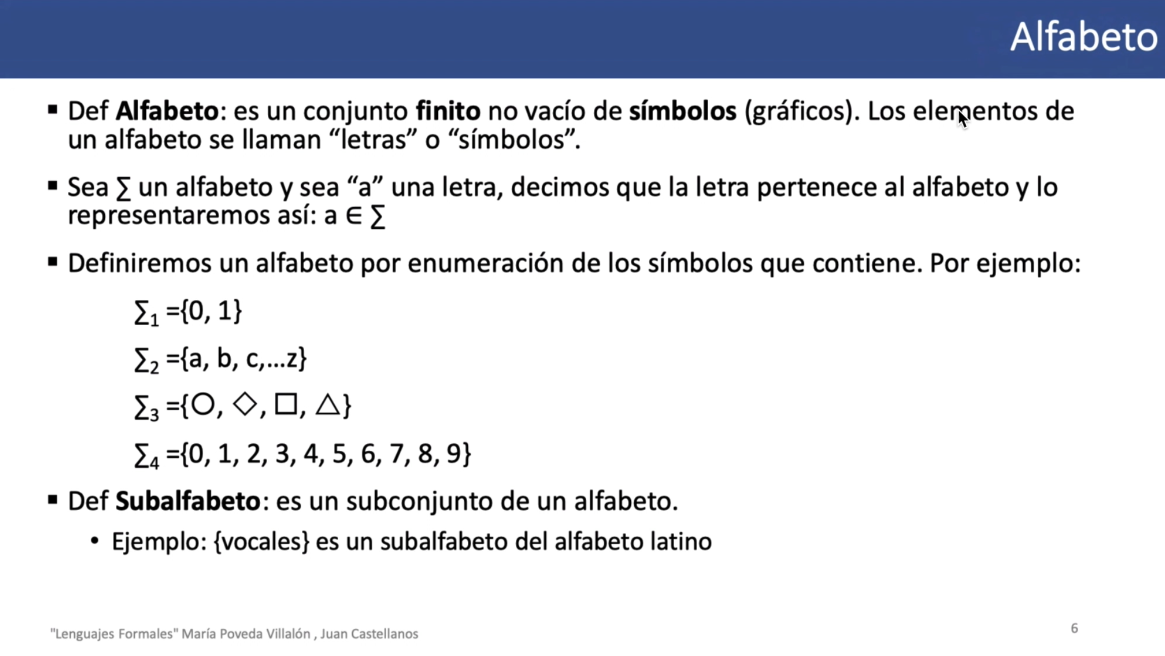 Alfabeto
▪ Def Alfabeto: es un conjunto finito no vacío de símbolos (gráficos). Los elementos de
un alfabeto se llaman “letras” o “símbolos”.
▪ Sea ∑ un alfabeto y sea “a” una letra, decimos que la letra pertenece al alfabeto y lo
representaremos así: a ∈ ∑
▪ Definiremos un alfabeto por enumeración de los símbolos que contiene. Por ejemplo:
∑₁ ={0, 1}
∑₂ ={a, b, c,...z}
∑₃ ={○, ◇, □, △}
∑₄ ={0, 1, 2, 3, 4, 5, 6, 7, 8, 9}
▪ Def Subalfabeto: es un subconjunto de un alfabeto.
• Ejemplo: {vocales} es un subalfabeto del alfabeto latino
"Lenguajes Formales" María Poveda Villalón , Juan Castellanos
6